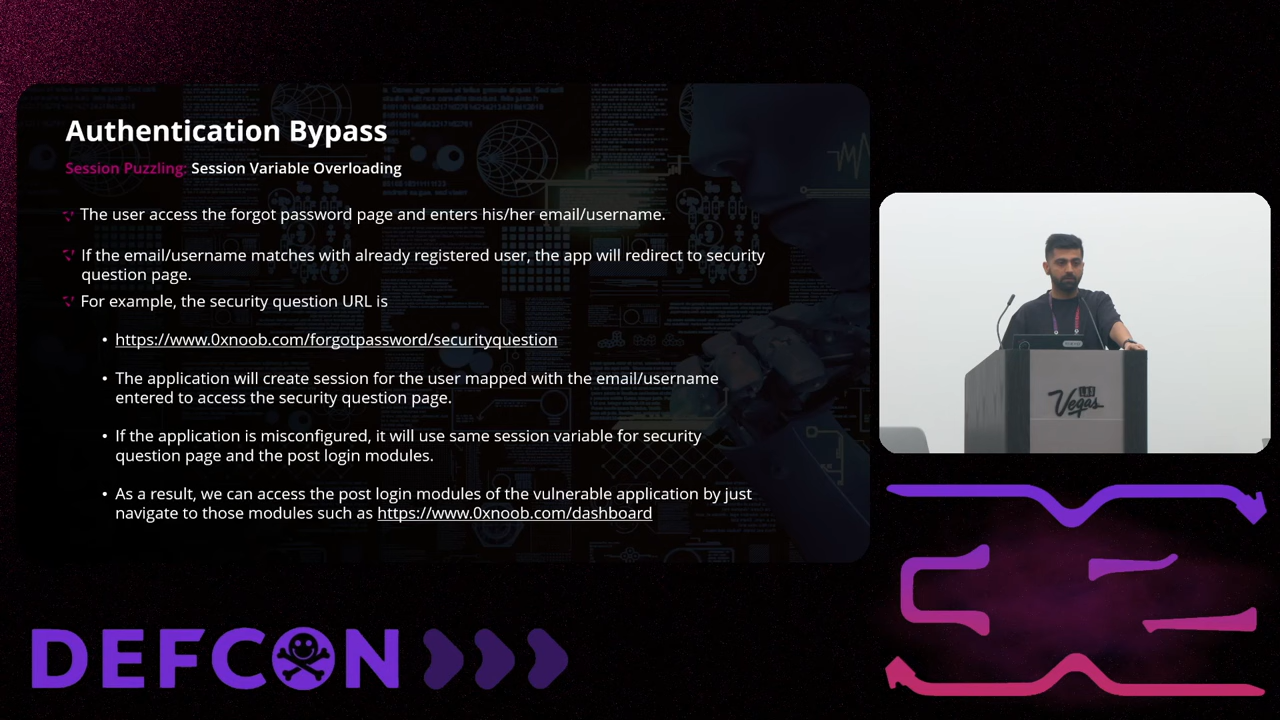 Authentication Bypass
Session Puzzling: Session Variable Overloading
The user access the forgot password page and enters his/her email/username.
If the email/username matches with already registered user, the app will redirect to security
question page.
For example, the security question URL is
• https://www.0xnoob.com/forgotpassword/securityquestion
• The application will create session for the user mapped with the email/username
entered to access the security question page.
• If the application is misconfigured, it will use same session variable for security
question page and the post login modules.
• As a result, we can access the post login modules of the vulnerable application by just
navigate to those modules such as https://www.0xnoob.com/dashboard
Vegas
DEFCON